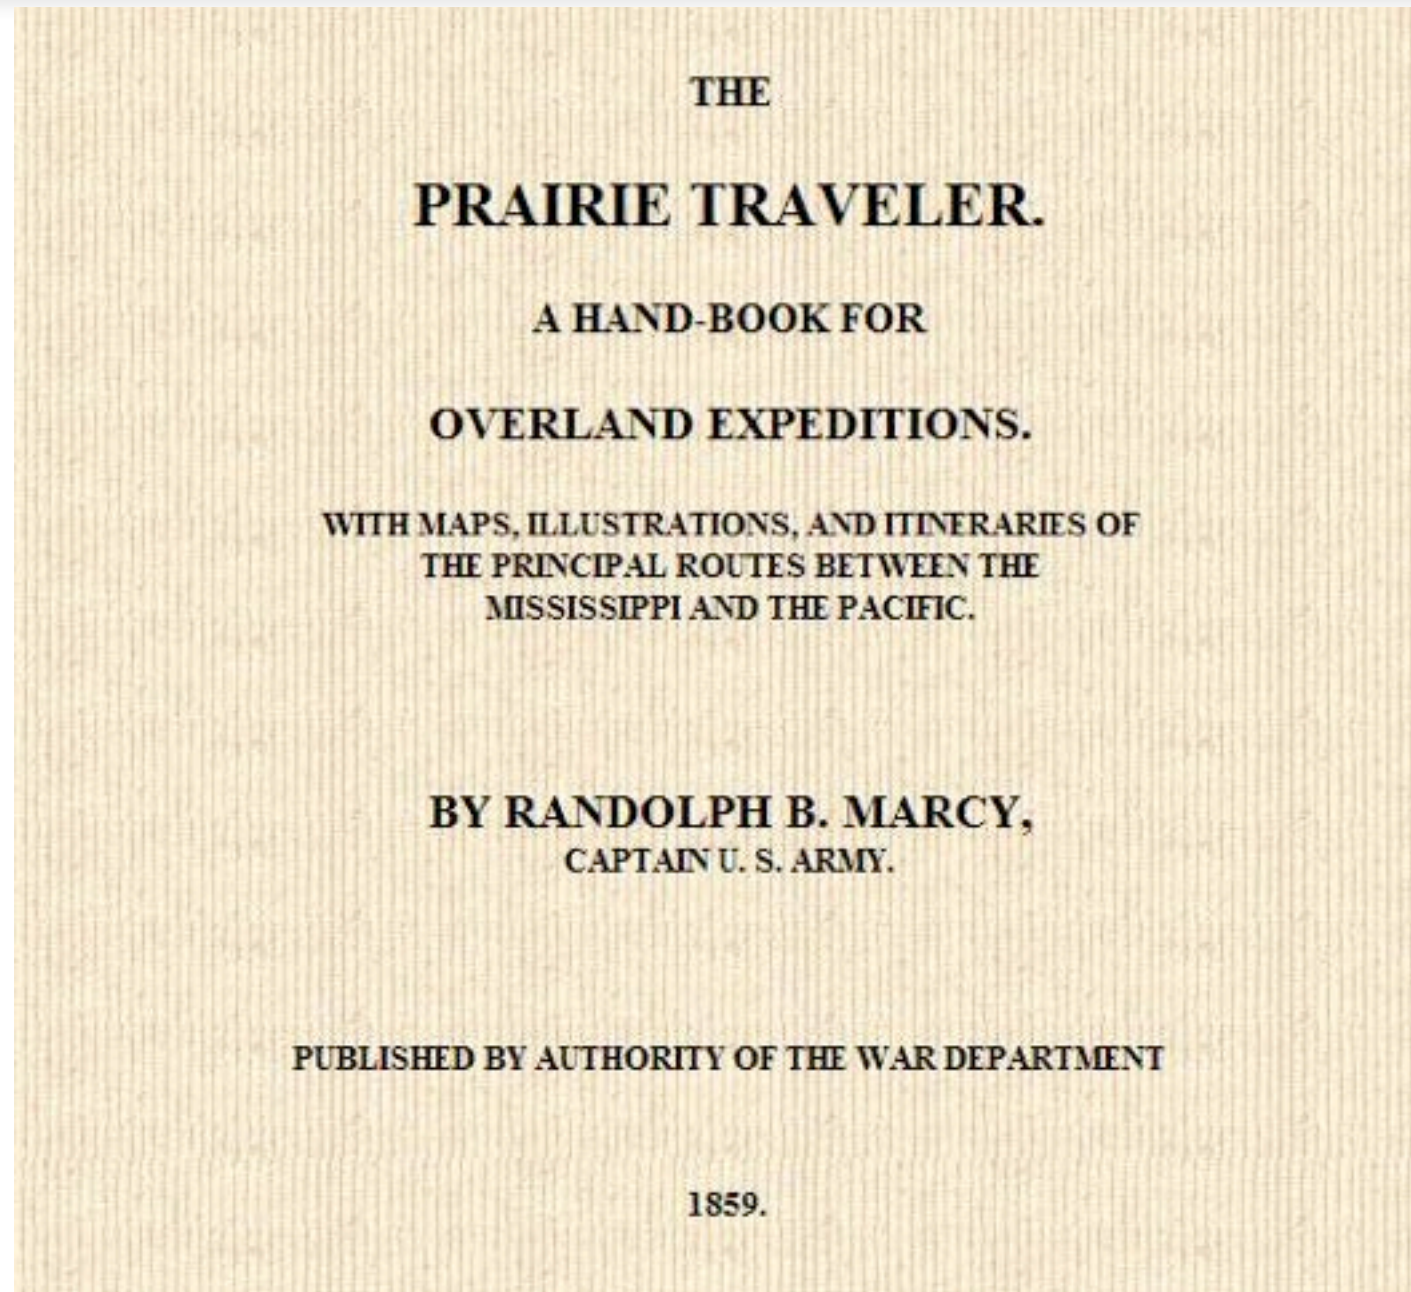 THE
PRAIRIE TRAVELER.
A HAND-BOOK FOR
OVERLAND EXPEDITIONS.
WITH MAPS, ILLUSTRATIONS, AND ITINERARIES OF
THE PRINCIPAL ROUTES BETWEEN THE
MISSISSIPPI AND THE PACIFIC.
BY RANDOLPH B. MARCY,
CAPTAIN U. S. ARMY.
PUBLISHED BY AUTHORITY OF THE WAR DEPARTMENT
1859.